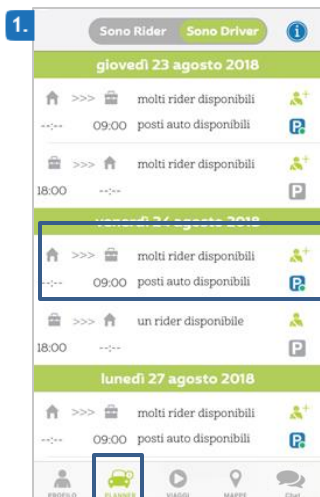 1.
Sono Rider Sono Driver i
giovedì 23 agosto 2018
>>> molti rider disponibili
--:-- 09:00 posti auto disponibili P
>>> molti rider disponibili
18:00 --:-- P
venerdì 24 agosto 2018
>>> molti rider disponibili
--:-- 09:00 posti auto disponibili P
>>> un rider disponibile
18:00 --:-- P
lunedì 27 agosto 2018
>>> molti rider disponibili
--:-- 09:00 posti auto disponibili P
PROFILO PLANNER VIAGGI MAPPE Chat